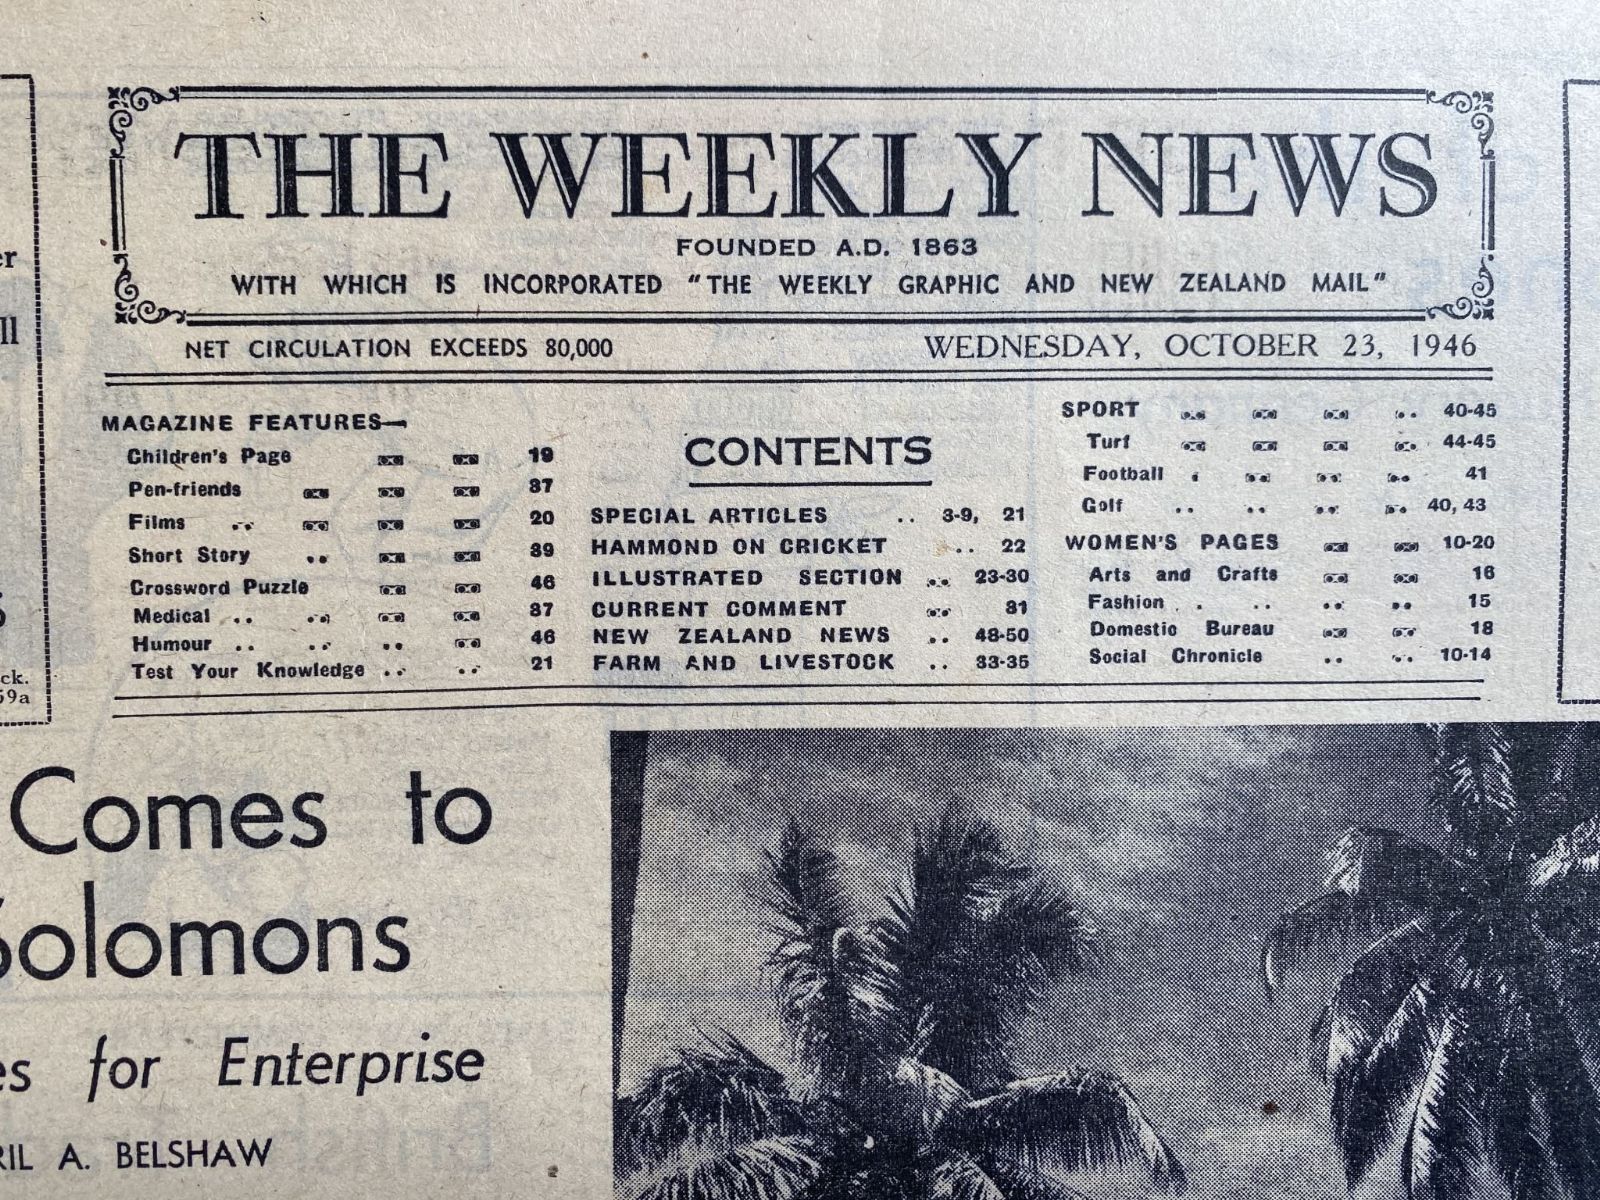 THE WEEKLY NEWS
FOUNDED A.D. 1863
WITH WHICH IS INCORPORATED "THE WEEKLY GRAPHIC AND NEW ZEALAND MAIL"
NET CIRCULATION EXCEEDS 80,000
WEDNESDAY, OCTOBER 23, 1946
MAGAZINE FEATURES—
Children's Page 19
Pen-friends 37
Films 20
Short Story 39
Crossword Puzzle 46
Medical 37
Humour 46
Test Your Knowledge 21
CONTENTS
SPECIAL ARTICLES .. 3-9, 21
HAMMOND ON CRICKET .. 22
ILLUSTRATED SECTION .. 23-30
CURRENT COMMENT .. 31
NEW ZEALAND NEWS .. 48-50
FARM AND LIVESTOCK .. 33-35
SPORT 40-45
Turf 44-45
Football 41
Golf 40, 43
WOMEN'S PAGES 10-20
Arts and Crafts 16
Fashion 15
Domestic Bureau 18
Social Chronicle 10-14
er
ll
ck.
59a
Comes to
Solomons
es for Enterprise
RIL A. BELSHAW